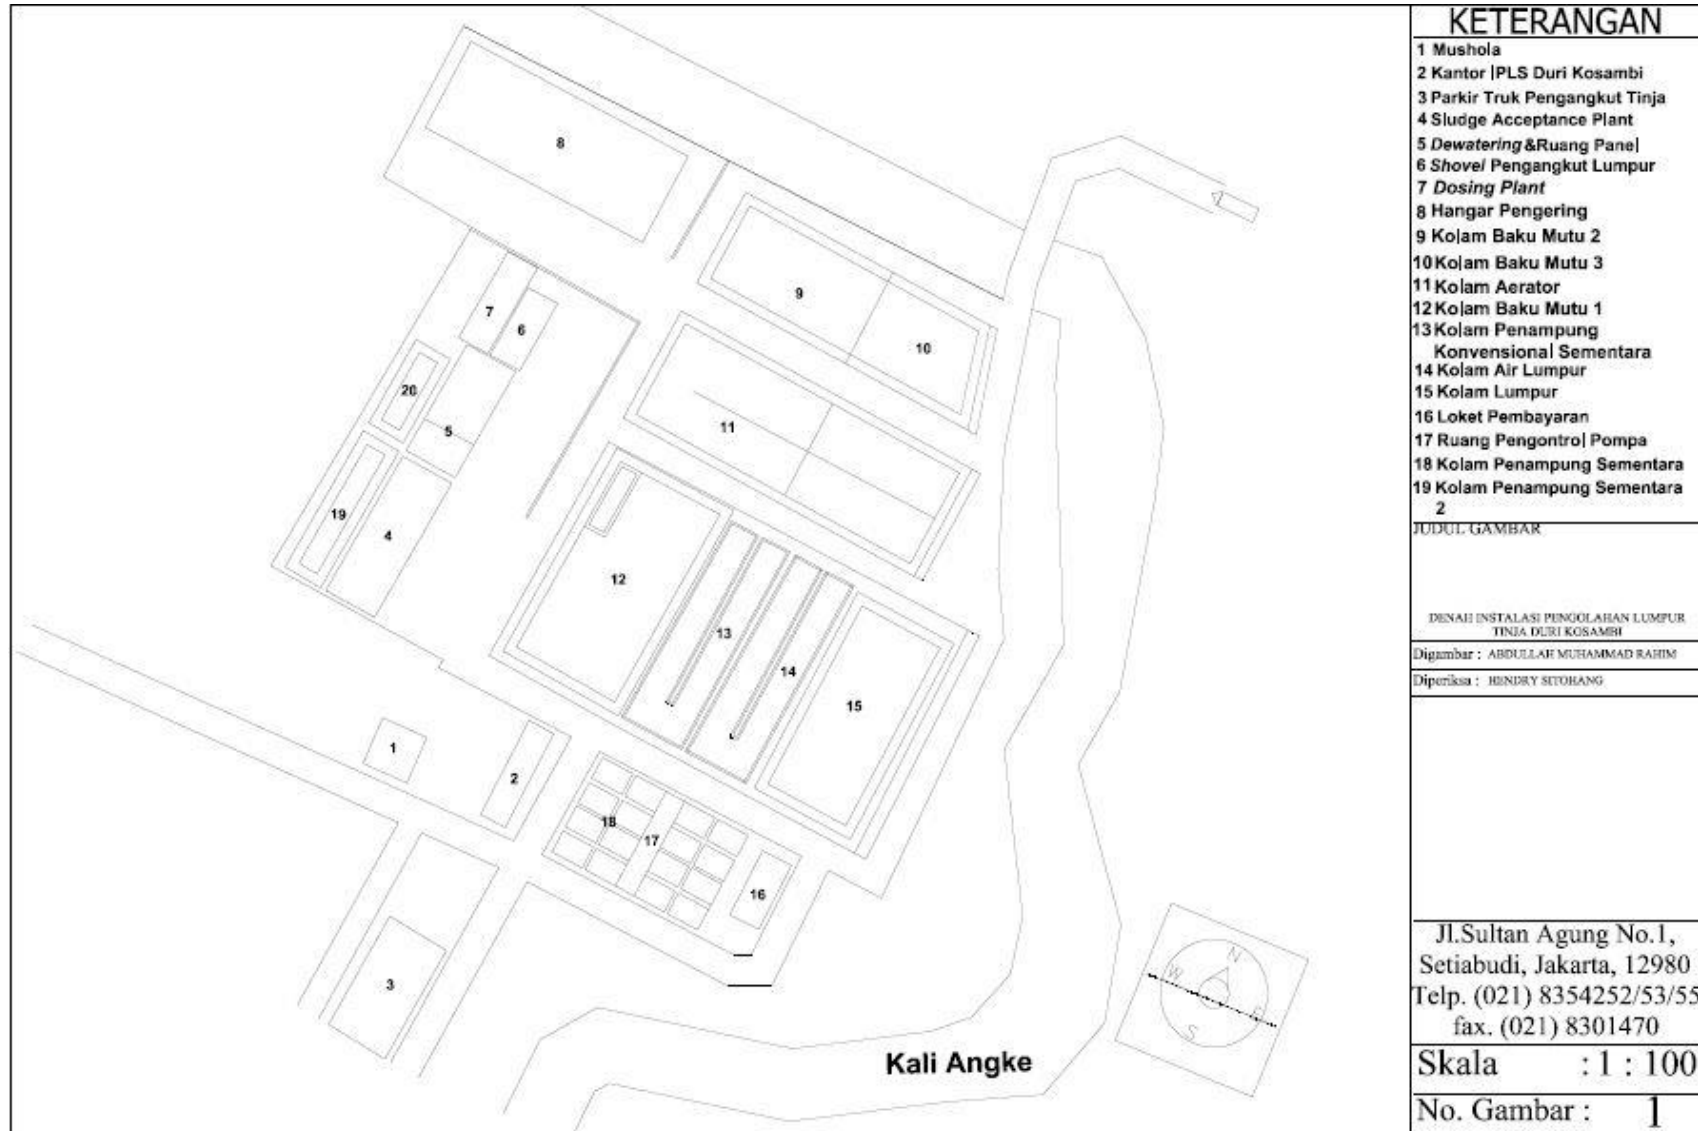 8
9
10
7
6
20
5
11
19
4
12
13
14
15
1
2
18
17
16
3
Kali Angke
N
W
E
S
KETERANGAN
1 Mushola
2 Kantor IPLS Duri Kosambi
3 Parkir Truk Pengangkut Tinja
4 Sludge Acceptance Plant
5 Dewatering &Ruang Panel
6 Shovel Pengangkut Lumpur
7 Dosing Plant
8 Hangar Pengering
9 Kolam Baku Mutu 2
10 Kolam Baku Mutu 3
11 Kolam Aerator
12 Kolam Baku Mutu 1
13 Kolam Penampung
Konvensional Sementara
14 Kolam Air Lumpur
15 Kolam Lumpur
16 Loket Pembayaran
17 Ruang Pengontrol Pompa
18 Kolam Penampung Sementara
19 Kolam Penampung Sementara
2
JUDUL GAMBAR
DENAH INSTALASI PENGOLAHAN LUMPUR
TINJA DURI KOSAMBI
Digambar : ABDULLAH MUHAMMAD RAHIM
Diperiksa : HENDRY SITOHANG
Jl.Sultan Agung No.1,
Setiabudi, Jakarta, 12980
Telp. (021) 8354252/53/55
fax. (021) 8301470
Skala : 1 : 100
No. Gambar : 1